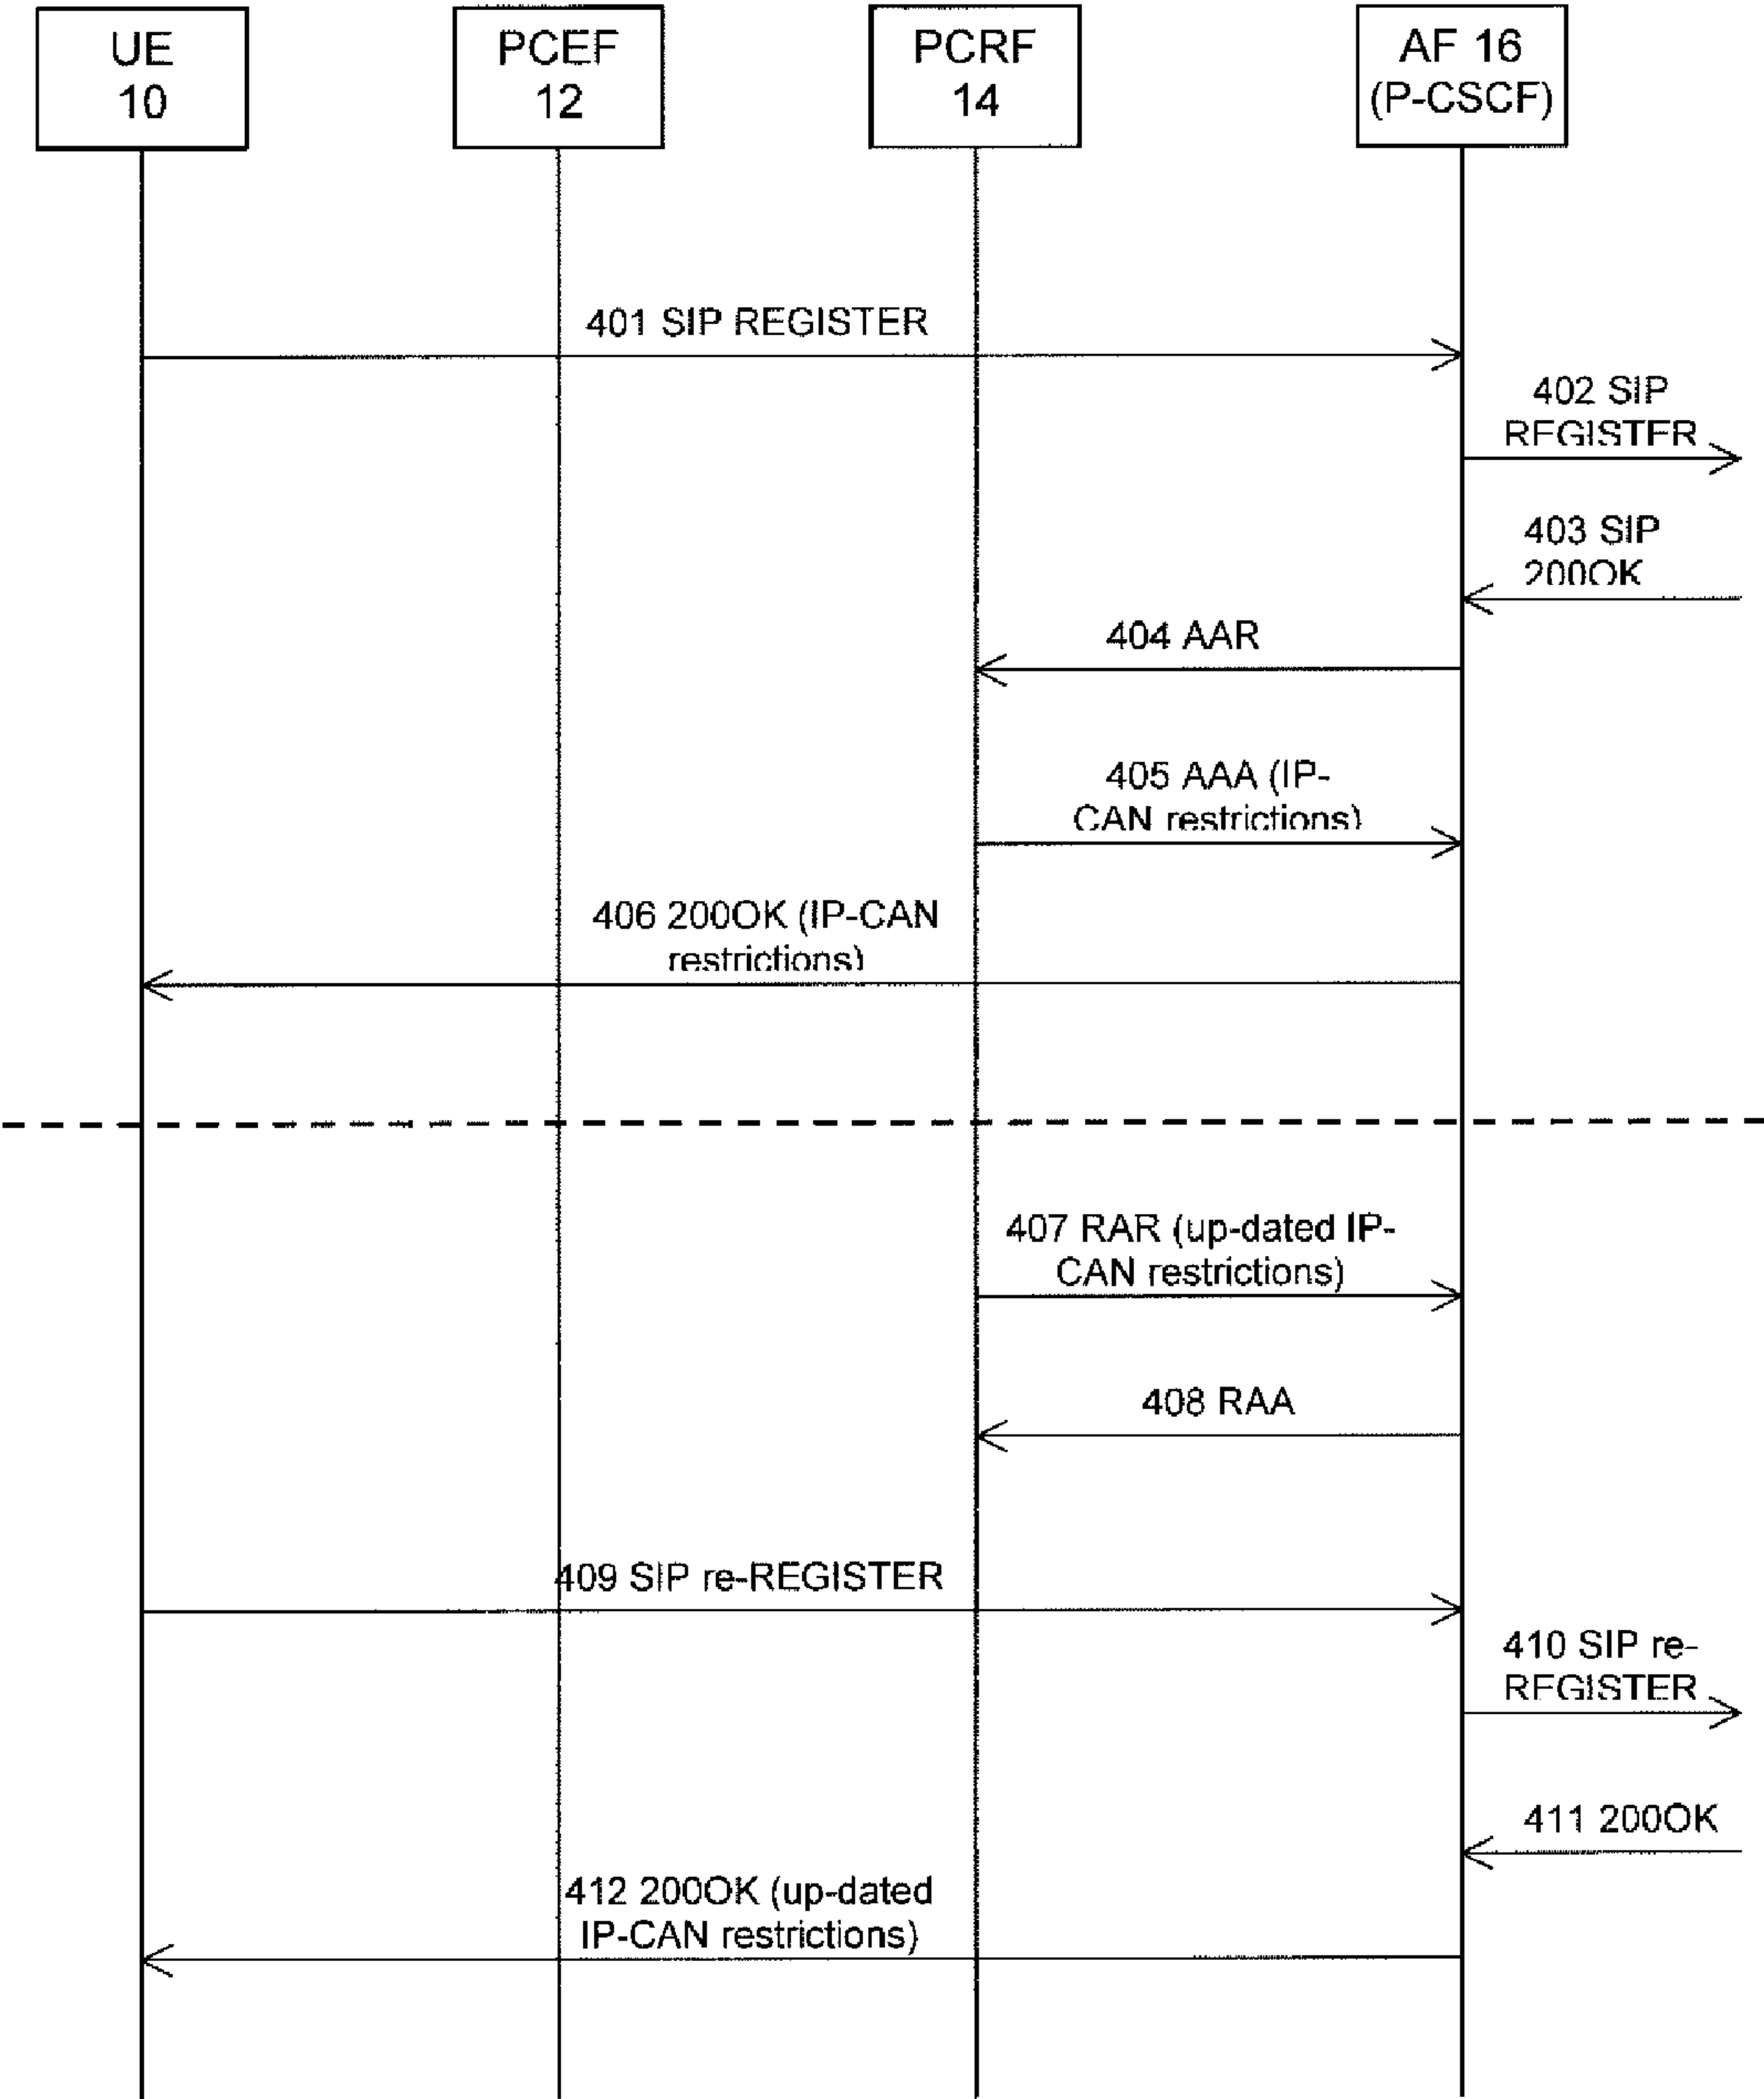 UE
10
PCEF
12
PCRF
14
AF 16
(P-CSCF)
401 SIP REGISTER
402 SIP
REGISTER
403 SIP
200OK
404 AAR
405 AAA (IP-
CAN restrictions)
406 200OK (IP-CAN
restrictions)
407 RAR (up-dated IP-
CAN restrictions)
408 RAA
409 SIP re-REGISTER
410 SIP re-
REGISTER
411 200OK
412 200OK (up-dated
IP-CAN restrictions)